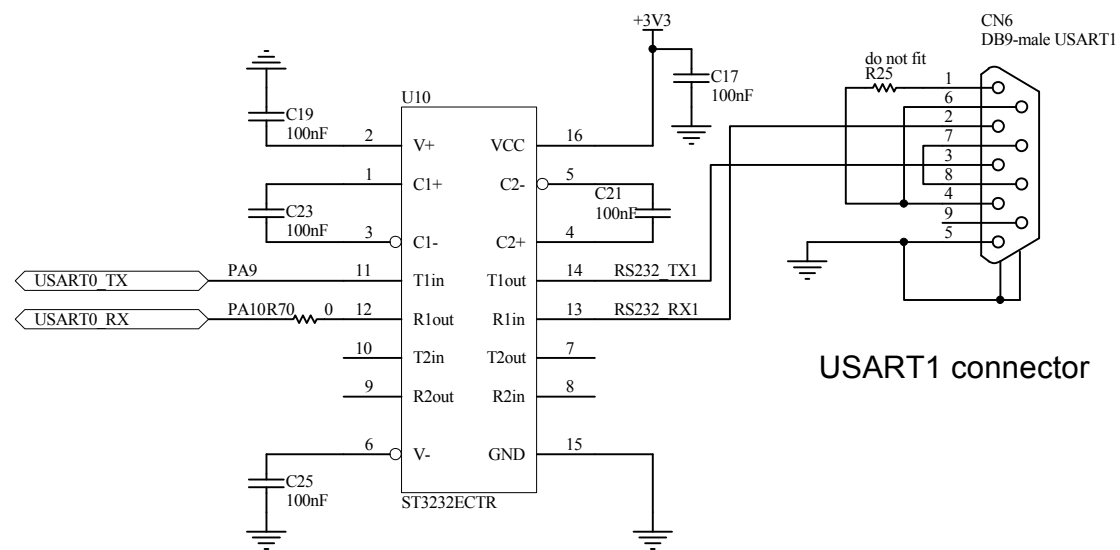 +3V3
CN6
DB9-male USART1
do not fit
R25
C17
100nF
C19
100nF
U10
1
6
2
7
3
8
4
9
5
2 V+ VCC 16
1 C1+ C2- 5
C23
100nF
C21
100nF
3 C1- C2+ 4
USART0_TX PA9 11 T1in T1out 14 RS232_TX1
USART0_RX PA10 R70 0 12 R1out R1in 13 RS232_RX1
10 T2in T2out 7
9 R2out R2in 8
6 V- GND 15
C25
100nF
ST3232ECTR
USART1 connector